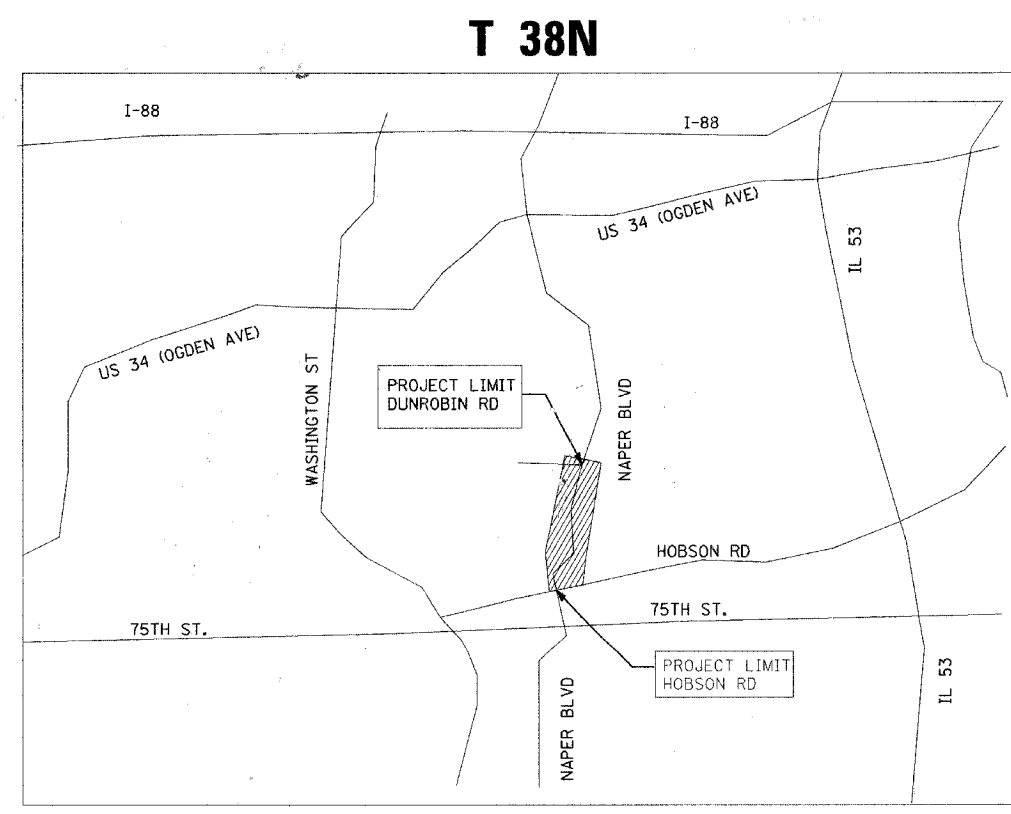 T 38N
I-88
I-88
US 34 (OGDEN AVE)
IL 53
US 34 (OGDEN AVE)
WASHINGTON ST
PROJECT LIMIT
DUNROBIN RD
NAPER BLVD
HOBSON RD
75TH ST.
75TH ST.
PROJECT LIMIT
HOBSON RD
IL 53
NAPER BLVD